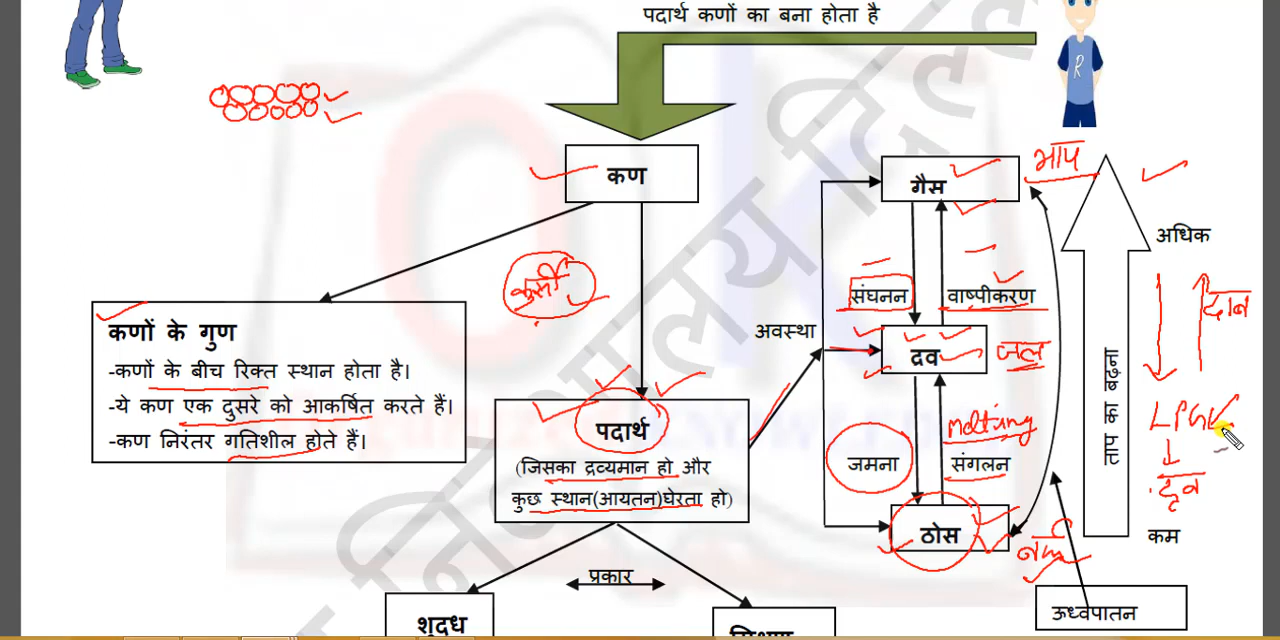 पदार्थ कणों का बना होता है
R
कण
गैस
भाप
अधिक
कुर्सी
संघनन
वाष्पीकरण
दाब
कणों के गुण
-कणों के बीच रिक्त स्थान होता है।
-ये कण एक दुसरे को आकर्षित करते हैं।
-कण निरंतर गतिशील होते हैं।
अवस्था
द्रव
जल
ताप का बढ़ना
पदार्थ
(जिसका द्रव्यमान हो और
कुछ स्थान(आयतन)घेरता हो)
melting
जमना
संगलन
LPG
द्रव
ठोस
बर्फ
कम
प्रकार
ऊर्ध्वपातन
शुद्ध
मिश्रण